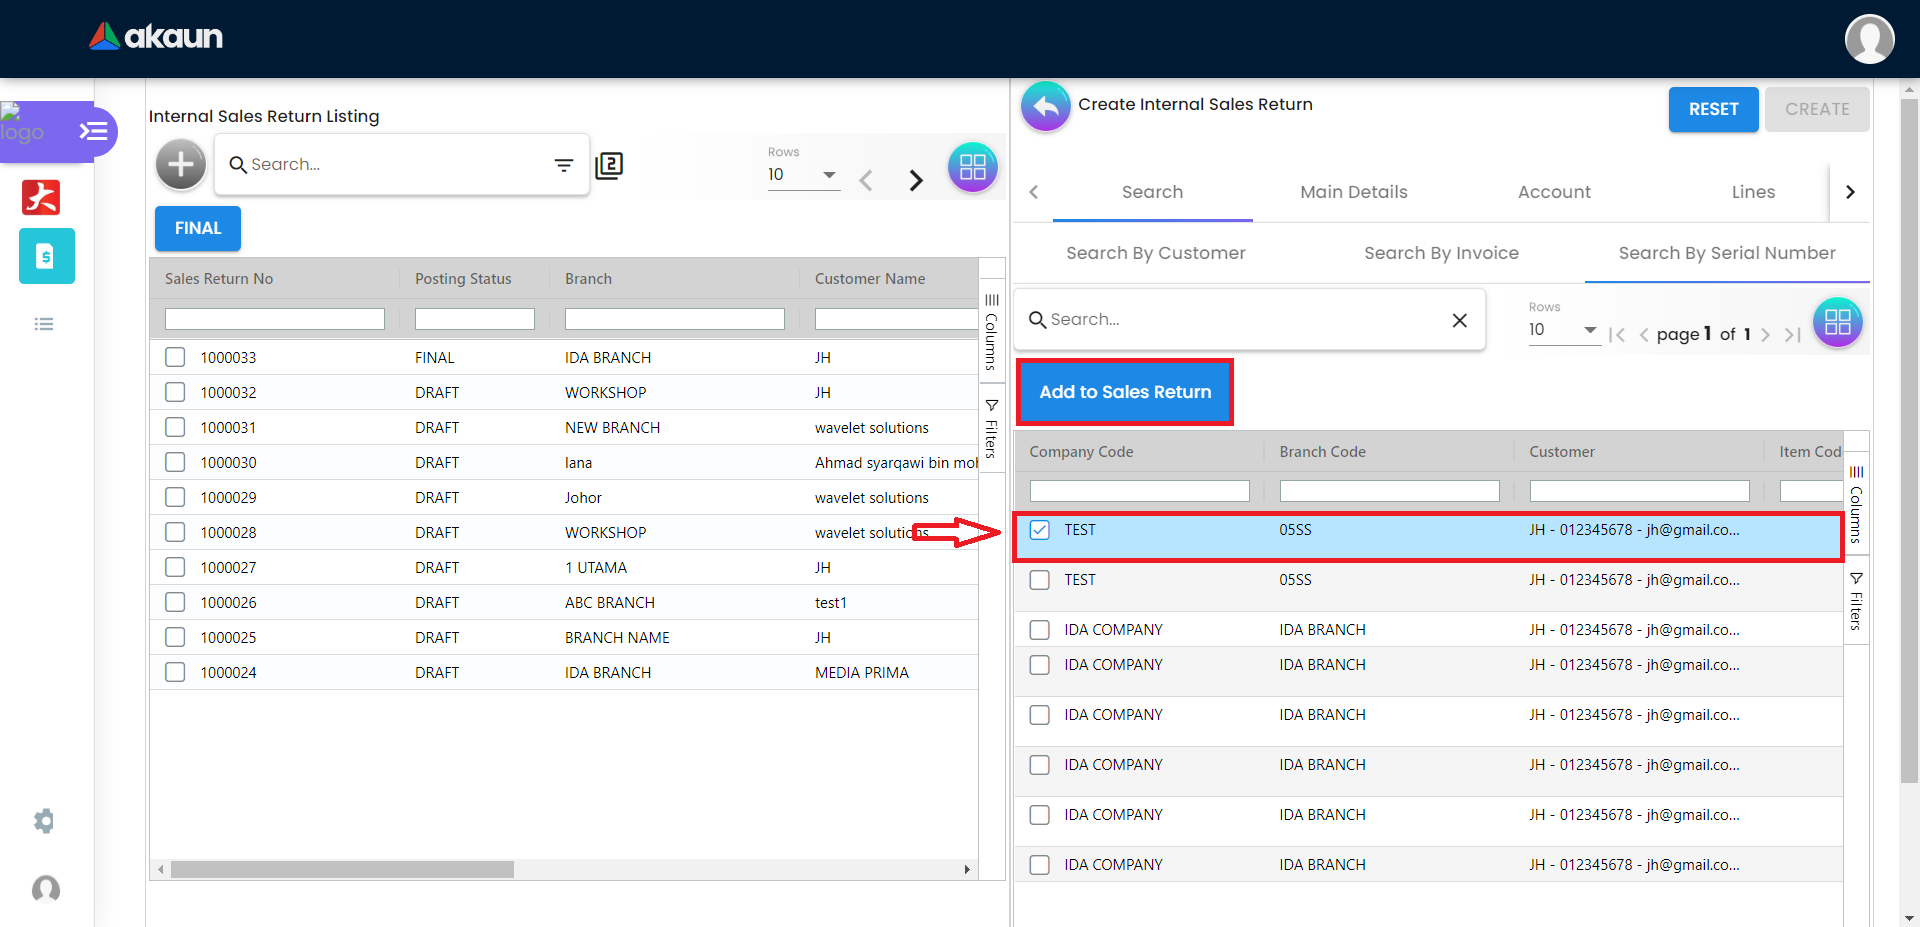 akaun
logo
Internal Sales Return Listing
Search...
2
Rows
10
FINAL
Sales Return No Posting Status Branch Customer Name
1000033 FINAL IDA BRANCH JH
1000032 DRAFT WORKSHOP JH
1000031 DRAFT NEW BRANCH wavelet solutions
1000030 DRAFT lana Ahmad syarqawi bin moh
1000029 DRAFT Johor wavelet solutions
1000028 DRAFT WORKSHOP wavelet solutions
1000027 DRAFT 1 UTAMA JH
1000026 DRAFT ABC BRANCH test1
1000025 DRAFT BRANCH NAME JH
1000024 DRAFT IDA BRANCH MEDIA PRIMA
Columns
Filters
Create Internal Sales Return
RESET
CREATE
Search Main Details Account Lines
Search By Customer Search By Invoice Search By Serial Number
Search...
Rows
10
page 1 of 1
Add to Sales Return
Company Code Branch Code Customer Item Cod
TEST 05SS JH - 012345678 - jh@gmail.co...
TEST 05SS JH - 012345678 - jh@gmail.co...
IDA COMPANY IDA BRANCH JH - 012345678 - jh@gmail.co...
IDA COMPANY IDA BRANCH JH - 012345678 - jh@gmail.co...
IDA COMPANY IDA BRANCH JH - 012345678 - jh@gmail.co...
IDA COMPANY IDA BRANCH JH - 012345678 - jh@gmail.co...
IDA COMPANY IDA BRANCH JH - 012345678 - jh@gmail.co...
IDA COMPANY IDA BRANCH JH - 012345678 - jh@gmail.co...
Columns
Filters